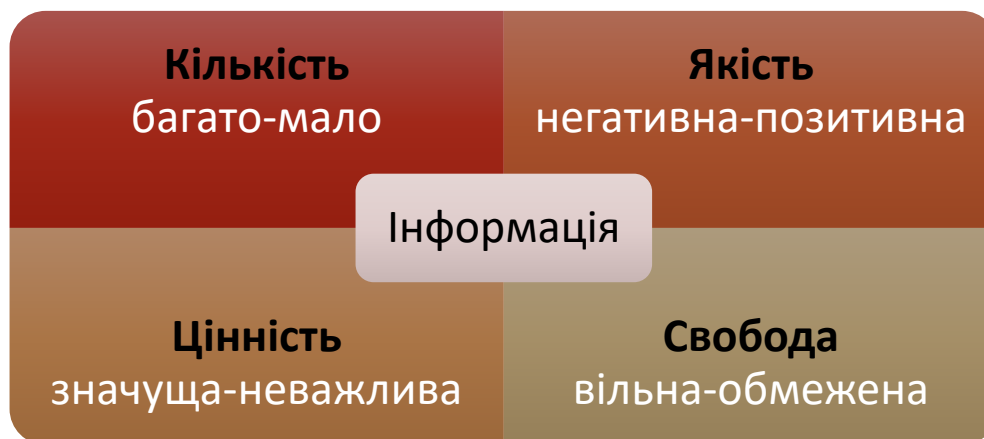 Кількість
багато-мало
Якість
негативна-позитивна
Інформація
Цінність
значуща-неважлива
Свобода
вільна-обмежена